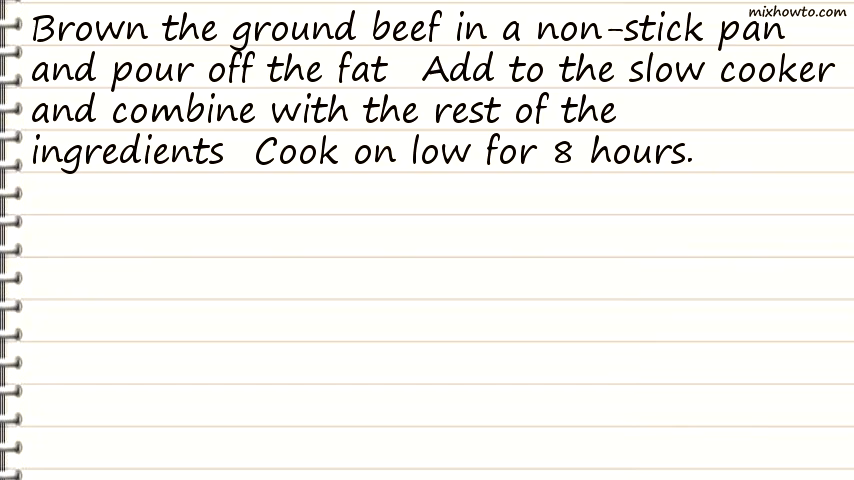 mixhowto.com
Brown the ground beef in a non-stick pan
and pour off the fat  Add to the slow cooker
and combine with the rest of the
ingredients  Cook on low for 8 hours.